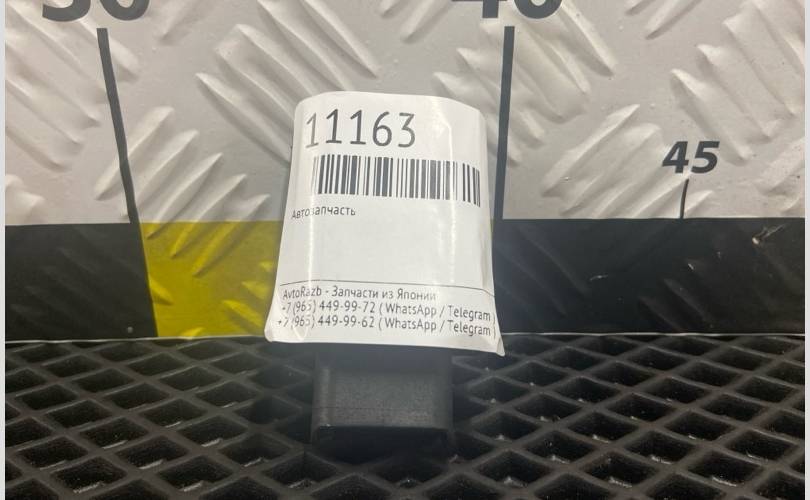 45
11163
Автозапчасть
AvtoRazb - Запчасти из Японии
+7 (965) 449-99-72 ( WhatsApp / Telegram )
+7 (965) 449-99-62 ( WhatsApp / Telegram )